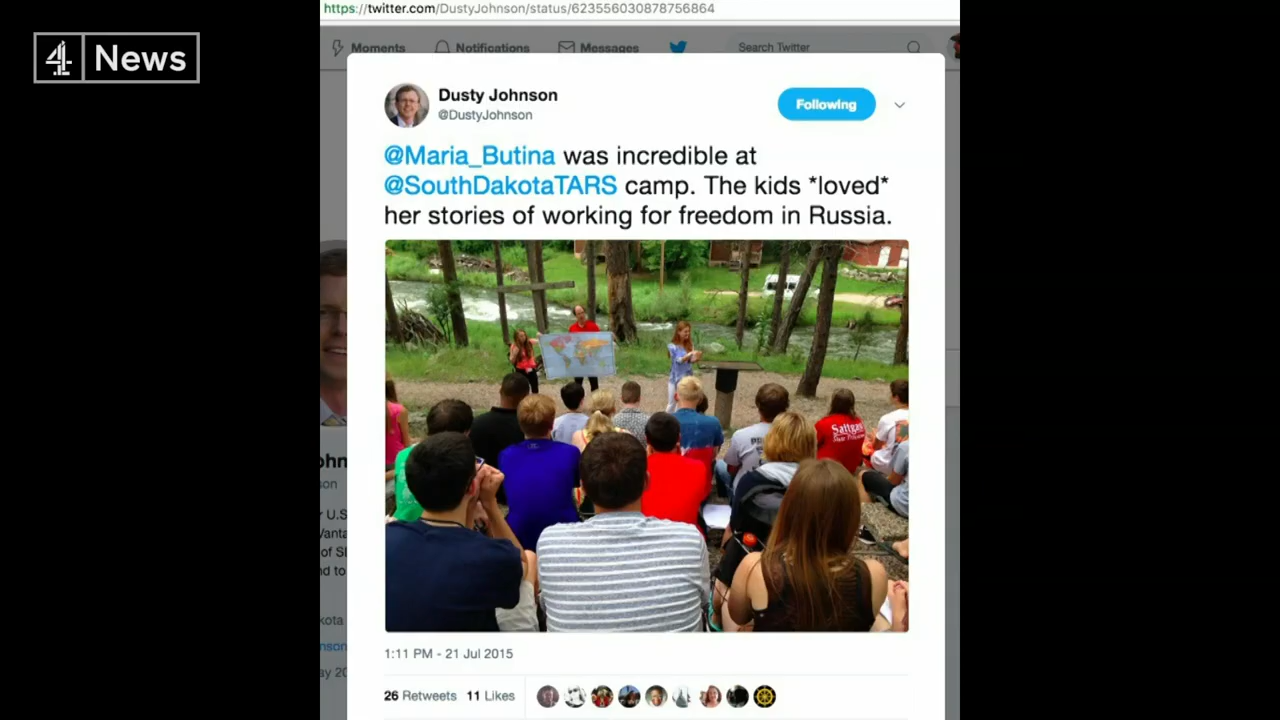 https://twitter.com/DustyJohnson/status/623556030878756864
4 News
Moments Notifications Messages Search Twitter
Dusty Johnson
@DustyJohnson
Following
@Maria_Butina was incredible at
@SouthDakotaTARS camp. The kids *loved*
her stories of working for freedom in Russia.
1:11 PM - 21 Jul 2015
26 Retweets 11 Likes